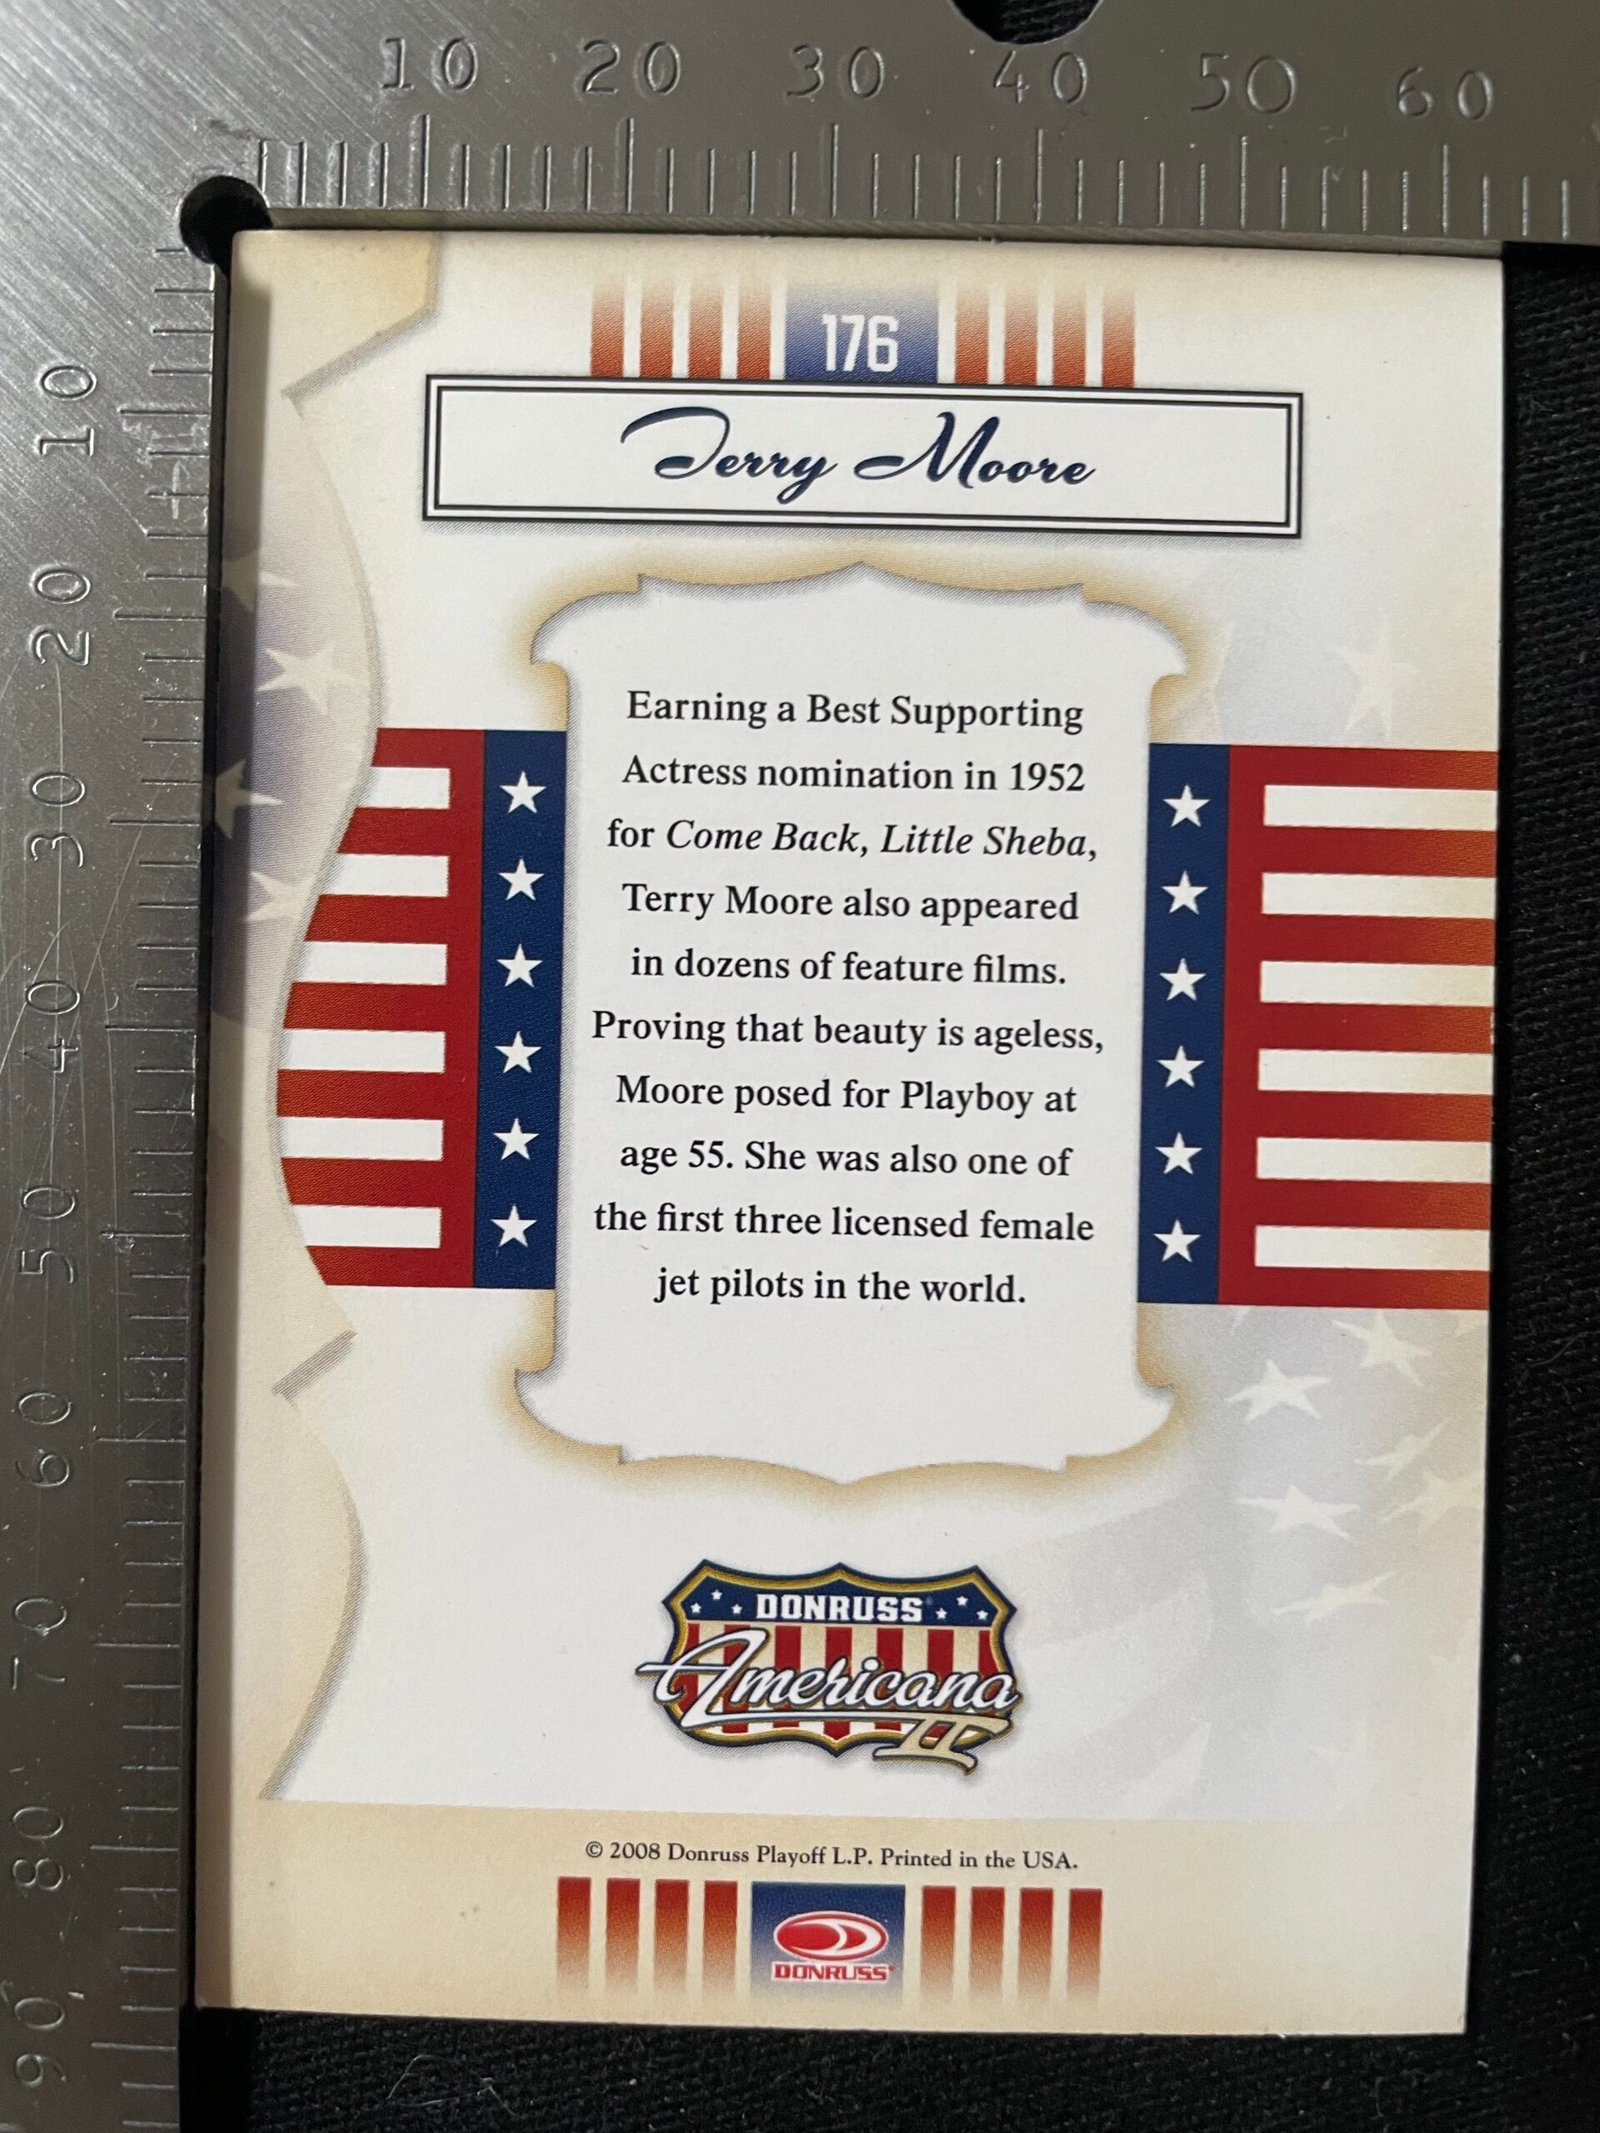 10 20 30 40 50 60
10
20
30
40
50
60
70
80
90
176
Terry Moore
Earning a Best Supporting
Actress nomination in 1952
for Come Back, Little Sheba,
Terry Moore also appeared
in dozens of feature films.
Proving that beauty is ageless,
Moore posed for Playboy at
age 55. She was also one of
the first three licensed female
jet pilots in the world.
DONRUSS
Americana
II
© 2008 Donruss Playoff L.P. Printed in the USA.
DONRUSS